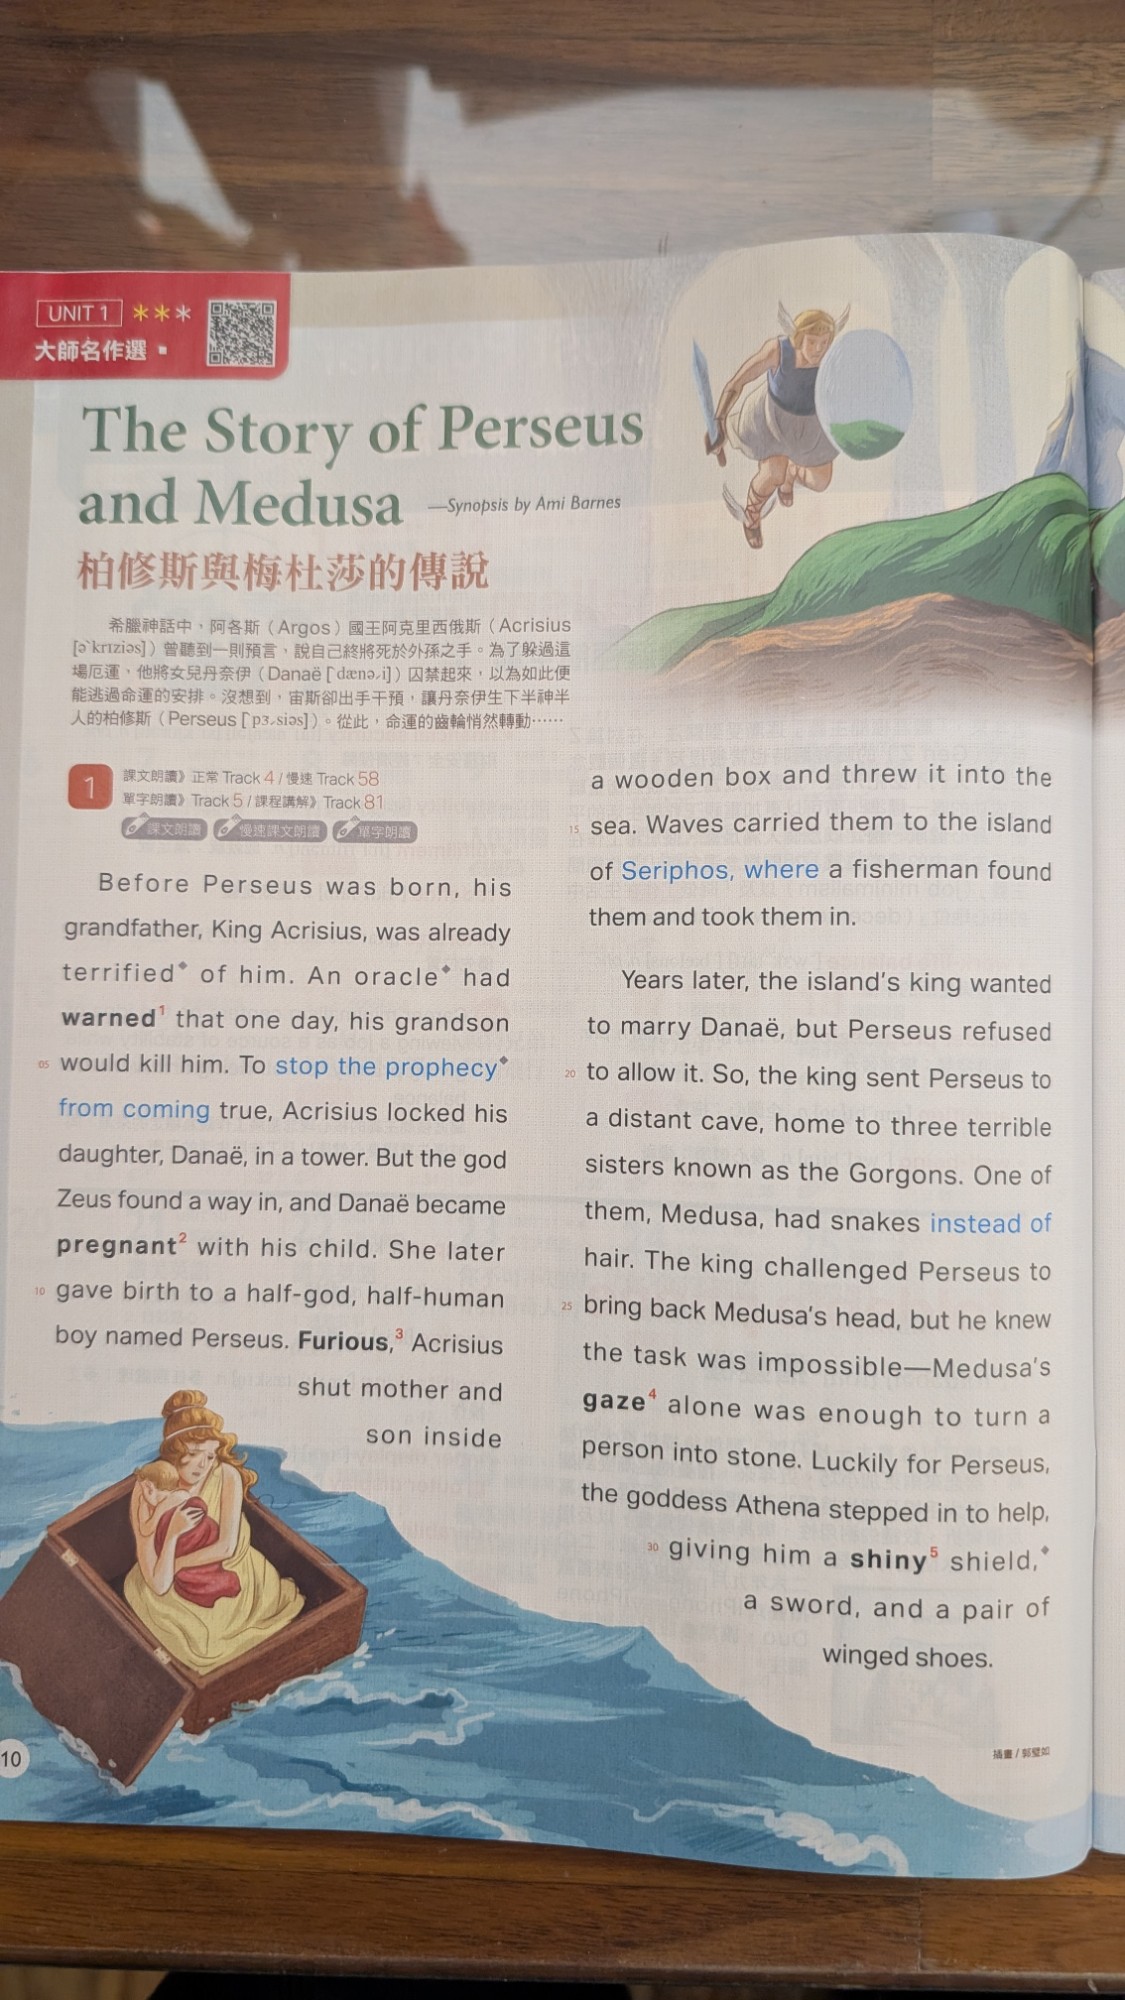 UNIT 1 ***
大師名作選
The Story of Perseus
and Medusa —Synopsis by Ami Barnes
柏修斯與梅杜莎的傳說
希臘神話中，阿各斯（Argos）國王阿克里西俄斯（Acrisius
[əˋkrɪziəs]）曾聽到一則預言，說自己終將死於外孫之手。為了躲過這
場厄運，他將女兒丹奈伊（Danaë [ˋdænə͵i]）囚禁起來，以為如此便
能逃過命運的安排。沒想到，宙斯卻出手干預，讓丹奈伊生下半神半
人的柏修斯（Perseus [ˋpɝ͵siəs]）。從此，命運的齒輪悄然轉動……
1
課文朗讀》正常 Track 4 / 慢速 Track 58
單字朗讀》Track 5 / 課程講解》Track 81
課文朗讀 慢速課文朗讀 單字朗讀
Before Perseus was born, his
grandfather, King Acrisius, was already
terrified◆ of him. An oracle◆ had
warned1 that one day, his grandson
05 would kill him. To stop the prophecy◆
from coming true, Acrisius locked his
daughter, Danaë, in a tower. But the god
Zeus found a way in, and Danaë became
pregnant2 with his child. She later
10 gave birth to a half-god, half-human
boy named Perseus. Furious,3 Acrisius
shut mother and
son inside
a wooden box and threw it into the
15 sea. Waves carried them to the island
of Seriphos, where a fisherman found
them and took them in.
Years later, the island's king wanted
to marry Danaë, but Perseus refused
20 to allow it. So, the king sent Perseus to
a distant cave, home to three terrible
sisters known as the Gorgons. One of
them, Medusa, had snakes instead of
hair. The king challenged Perseus to
25 bring back Medusa's head, but he knew
the task was impossible—Medusa's
gaze4 alone was enough to turn a
person into stone. Luckily for Perseus,
the goddess Athena stepped in to help,
30 giving him a shiny5 shield,◆
a sword, and a pair of
winged shoes.
插畫 / 郭璧如
10